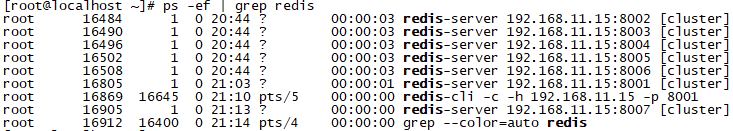 [root@localhost ~]# ps -ef | grep redis
root 16484 1 0 20:44 ? 00:00:03 redis-server 192.168.11.15:8002 [cluster]
root 16490 1 0 20:44 ? 00:00:03 redis-server 192.168.11.15:8003 [cluster]
root 16496 1 0 20:44 ? 00:00:03 redis-server 192.168.11.15:8004 [cluster]
root 16502 1 0 20:44 ? 00:00:03 redis-server 192.168.11.15:8005 [cluster]
root 16508 1 0 20:44 ? 00:00:03 redis-server 192.168.11.15:8006 [cluster]
root 16805 1 0 21:03 ? 00:00:01 redis-server 192.168.11.15:8001 [cluster]
root 16869 16645 0 21:10 pts/5 00:00:00 redis-cli -c -h 192.168.11.15 -p 8001
root 16905 1 0 21:13 ? 00:00:00 redis-server 192.168.11.15:8007 [cluster]
root 16912 16400 0 21:14 pts/4 00:00:00 grep --color=auto redis